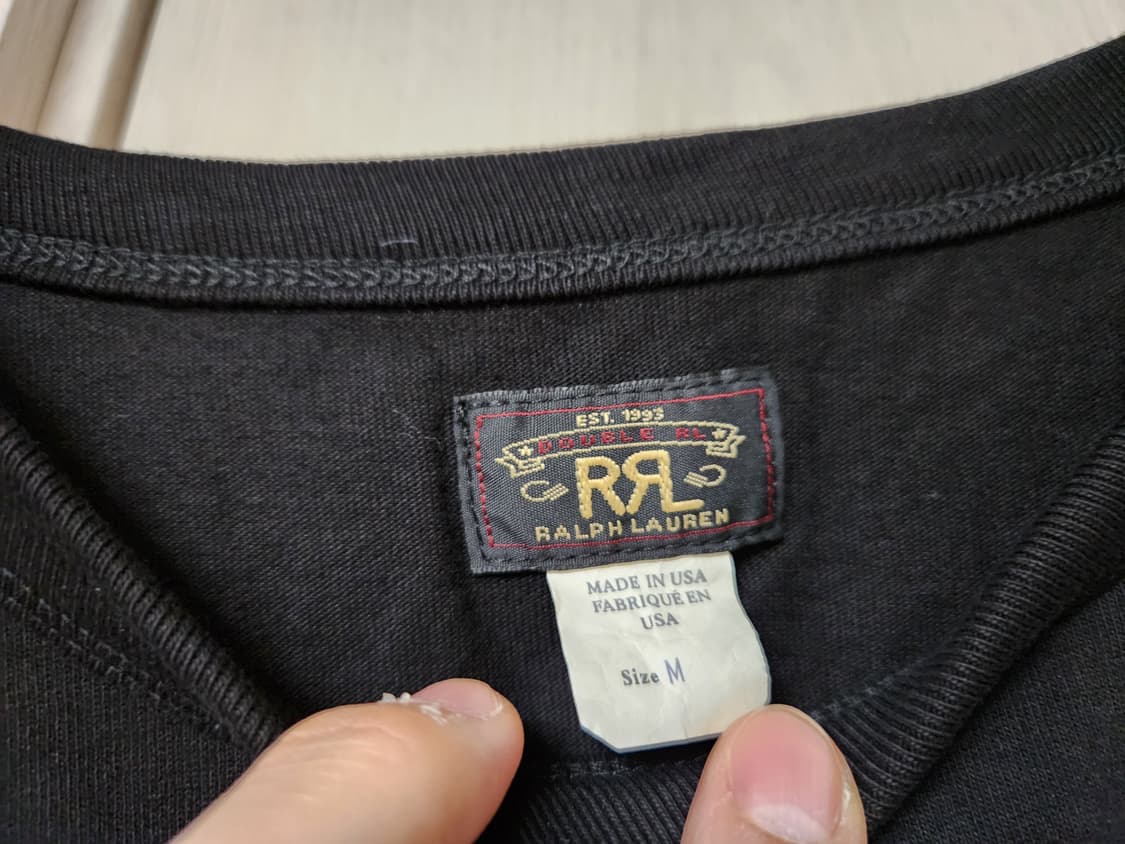 EST. 1993
DOUBLE RL
RRL
RALPH LAUREN
MADE IN USA
FABRIQUÉ EN
USA
Size M